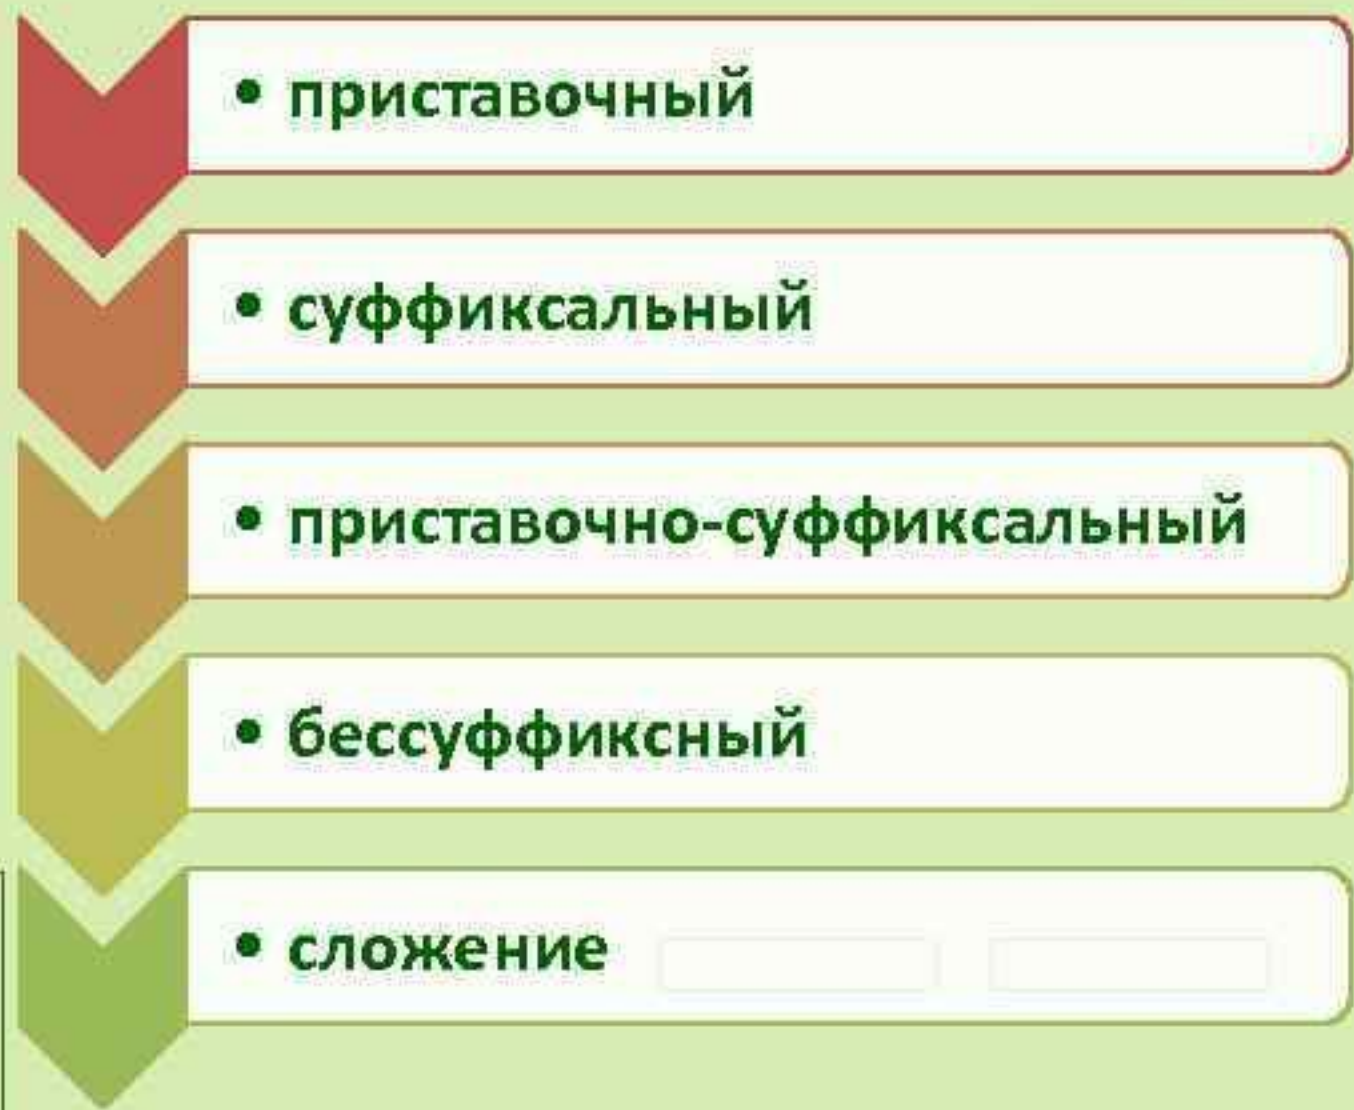 • приставочный
• суффиксальный
• приставочно-суффиксальный
• бессуффиксный
• сложение